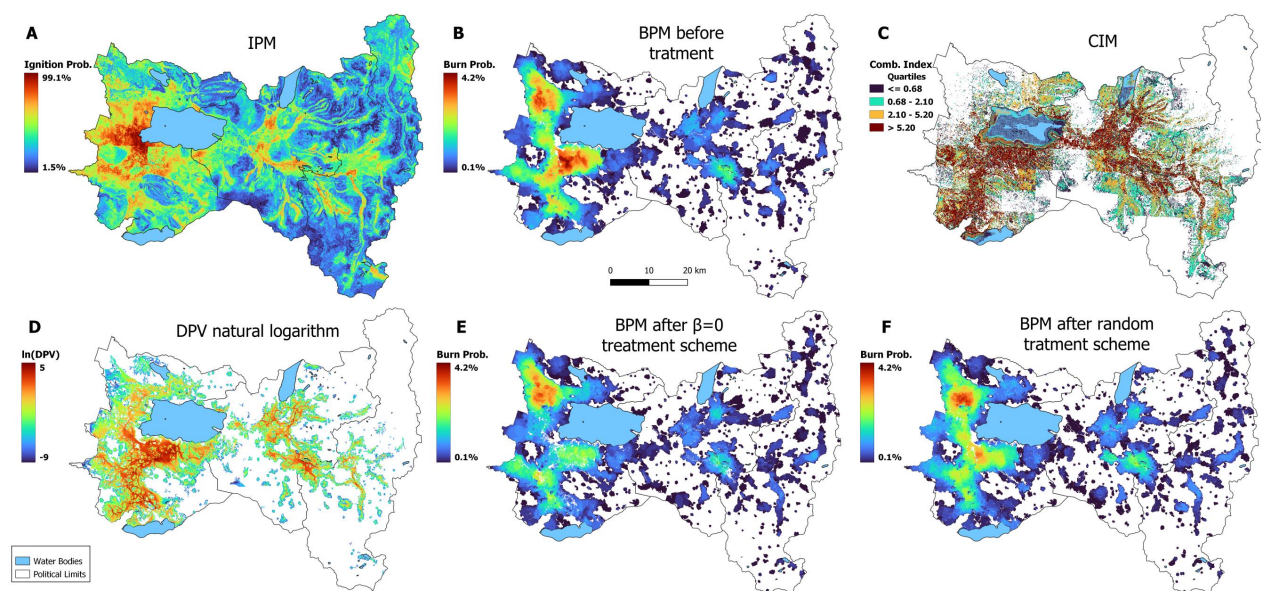 A
IPM
Ignition Prob.
99.1%
1.5%
B
BPM before
tratment
Burn Prob.
4.2%
0.1%
C
CIM
Comb. Index
Quartiles
<= 0.68
0.68 - 2.10
2.10 - 5.20
> 5.20
0 10 20 km
D
DPV natural logarithm
ln(DPV)
5
-9
Water Bodies
Political Limits
E
BPM after β=0
treatment scheme
Burn Prob.
4.2%
0.1%
F
BPM after random
tratment scheme
Burn Prob.
4.2%
0.1%